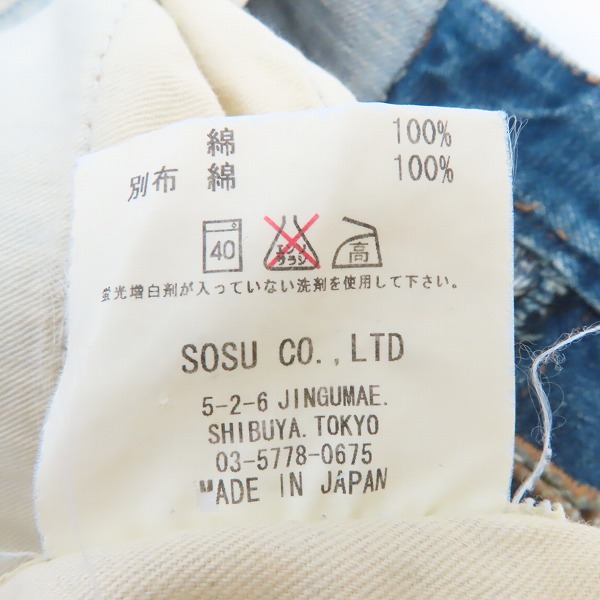 綿 100%
別布 綿 100%
40 エンソ サラシ 高
蛍光増白剤が入っていない洗剤を使用して下さい。
SOSU CO.,LTD
5-2-6 JINGUMAE.
SHIBUYA. TOKYO
03-5778-0675
MADE IN JAPAN